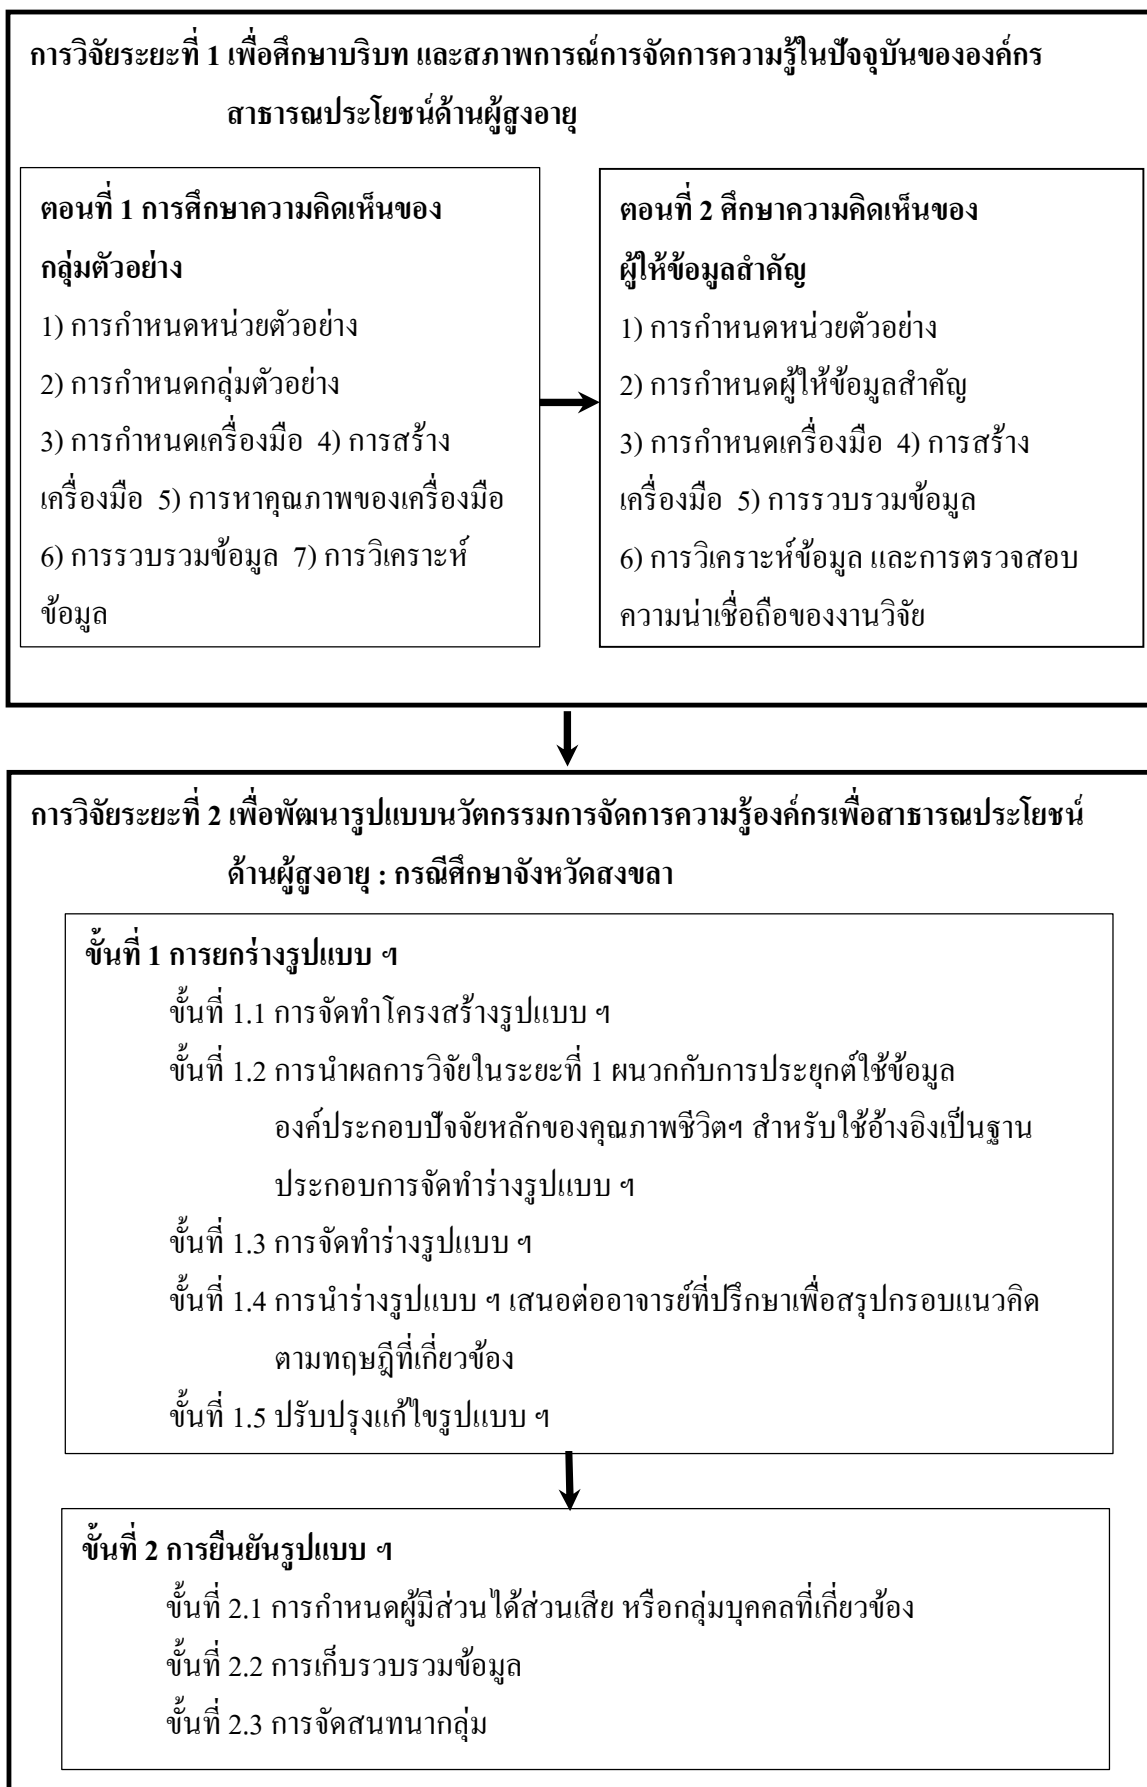 การวิจัยระยะที่ 1 เพื่อศึกษาบริบท และสภาพการณ์การจัดการความรู้ในปัจจุบันขององค์กร
สาธารณประโยชน์ด้านผู้สูงอายุ
ตอนที่ 1 การศึกษาความคิดเห็นของ
กลุ่มตัวอย่าง
1) การกำหนดหน่วยตัวอย่าง
2) การกำหนดกลุ่มตัวอย่าง
3) การกำหนดเครื่องมือ 4) การสร้าง
เครื่องมือ 5) การหาคุณภาพของเครื่องมือ
6) การรวบรวมข้อมูล 7) การวิเคราะห์
ข้อมูล
ตอนที่ 2 ศึกษาความคิดเห็นของ
ผู้ให้ข้อมูลสำคัญ
1) การกำหนดหน่วยตัวอย่าง
2) การกำหนดผู้ให้ข้อมูลสำคัญ
3) การกำหนดเครื่องมือ 4) การสร้าง
เครื่องมือ 5) การรวบรวมข้อมูล
6) การวิเคราะห์ข้อมูล และการตรวจสอบ
ความน่าเชื่อถือของงานวิจัย
การวิจัยระยะที่ 2 เพื่อพัฒนารูปแบบนวัตกรรมการจัดการความรู้องค์กรเพื่อสาธารณประโยชน์
ด้านผู้สูงอายุ : กรณีศึกษาจังหวัดสงขลา
ขั้นที่ 1 การยกร่างรูปแบบ ฯ
ขั้นที่ 1.1 การจัดทำโครงสร้างรูปแบบ ฯ
ขั้นที่ 1.2 การนำผลการวิจัยในระยะที่ 1 ผนวกกับการประยุกต์ใช้ข้อมูล
องค์ประกอบปัจจัยหลักของคุณภาพชีวิตฯ สำหรับใช้อ้างอิงเป็นฐาน
ประกอบการจัดทำร่างรูปแบบ ฯ
ขั้นที่ 1.3 การจัดทำร่างรูปแบบ ฯ
ขั้นที่ 1.4 การนำร่างรูปแบบ ฯ เสนอต่ออาจารย์ที่ปรึกษาเพื่อสรุปกรอบแนวคิด
ตามทฤษฎีที่เกี่ยวข้อง
ขั้นที่ 1.5 ปรับปรุงแก้ไขรูปแบบ ฯ
ขั้นที่ 2 การยืนยันรูปแบบ ฯ
ขั้นที่ 2.1 การกำหนดผู้มีส่วนได้ส่วนเสีย หรือกลุ่มบุคคลที่เกี่ยวข้อง
ขั้นที่ 2.2 การเก็บรวบรวมข้อมูล
ขั้นที่ 2.3 การจัดสนทนากลุ่ม